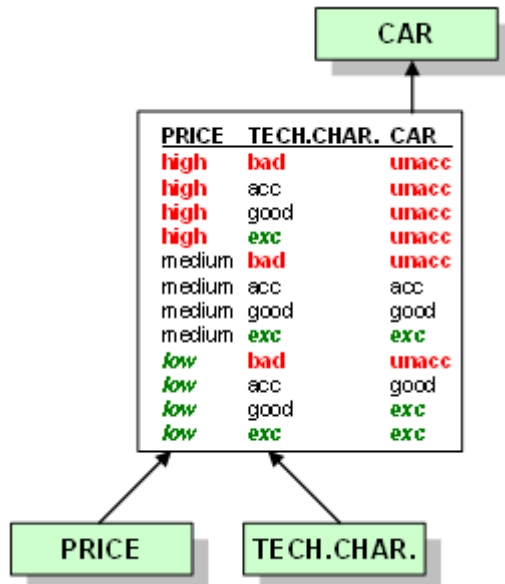 CAR
PRICE TECH.CHAR. CAR
high bad unacc
high acc unacc
high good unacc
high exc unacc
medium bad unacc
medium acc acc
medium good good
medium exc exc
low bad unacc
low acc good
low good exc
low exc exc
PRICE TECH.CHAR.